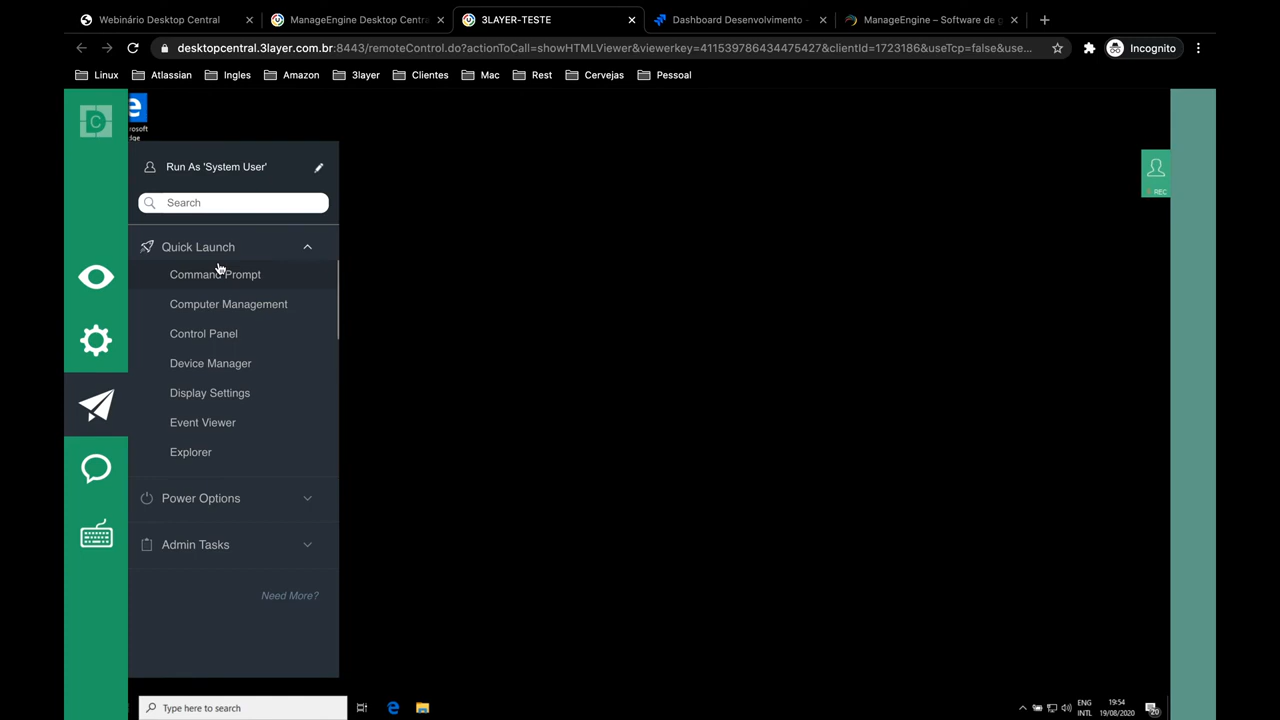 Webinário Desktop Central
ManageEngine Desktop Centra
3LAYER-TESTE
Dashboard Desenvolvimento -
ManageEngine – Software de g
desktopcentral.3layer.com.br:8443/remoteControl.do?actionToCall=showHTMLViewer&viewerkey=411539786434475427&clientId=1723186&useTcp=false&use...
Incognito
Linux
Atlassian
Ingles
Amazon
3layer
Clientes
Mac
Rest
Cervejas
Pessoal
DC
rosoft
dge
Run As 'System User'
Search
REC
Quick Launch
Command Prompt
Computer Management
Control Panel
Device Manager
Display Settings
Event Viewer
Explorer
Power Options
Admin Tasks
Need More?
Type here to search
ENG
INTL
19:54
19/08/2020
20